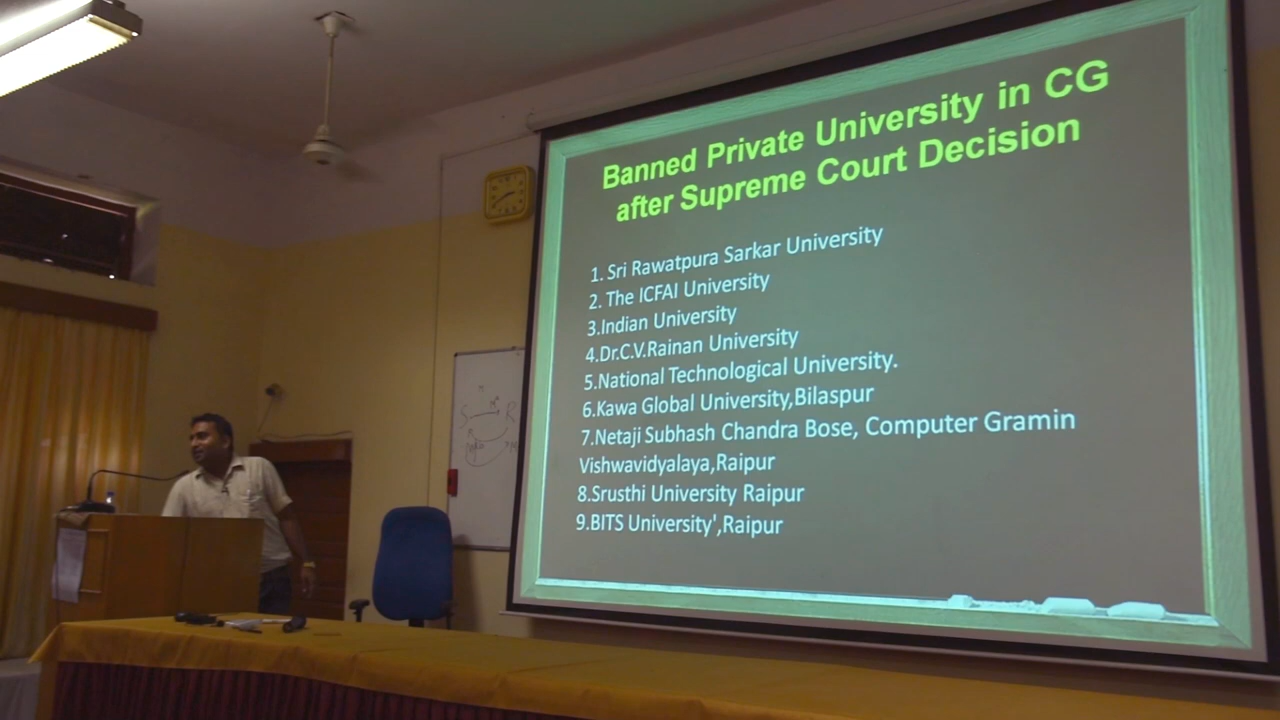 Banned Private University in CG
after Supreme Court Decision
1. Sri Rawatpura Sarkar University
2. The ICFAI University
3.Indian University
4.Dr.C.V.Rainan University
5.National Technological University.
6.Kawa Global University,Bilaspur
7.Netaji Subhash Chandra Bose, Computer Gramin
Vishwavidyalaya,Raipur
8.Srusthi University Raipur
9.BITS University',Raipur
S
R